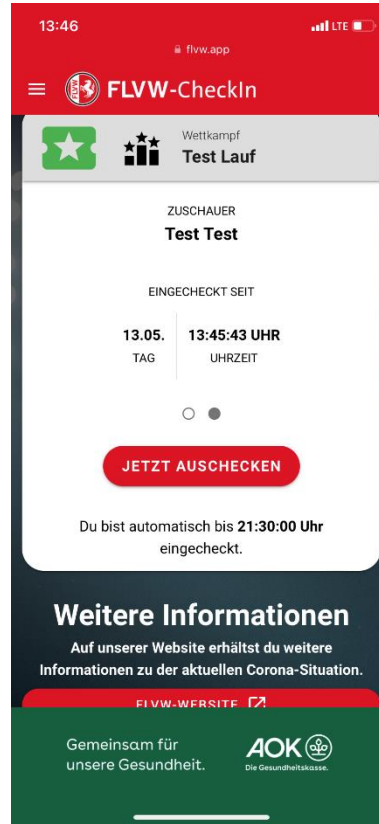 13:46
LTE
flvw.app
FLVW
FLVW-CheckIn
Wettkampf
Test Lauf
ZUSCHAUER
Test Test
EINGECHECKT SEIT
13.05. 13:45:43 UHR
TAG UHRZEIT
JETZT AUSCHECKEN
Du bist automatisch bis 21:30:00 Uhr
eingecheckt.
Weitere Informationen
Auf unserer Website erhältst du weitere
Informationen zu der aktuellen Corona-Situation.
FLVW-WEBSITE
Gemeinsam für
unsere Gesundheit.
AOK
Die Gesundheitskasse.